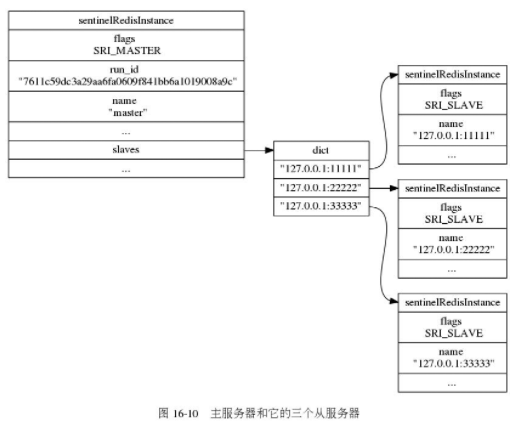 sentinelRedisInstance
flags
SRI_MASTER
run_id
"7611c59dc3a29aa6fa0609f841bb6a1019008a9c"
name
"master"
...
slaves
...
dict
"127.0.0.1:11111"
"127.0.0.1:22222"
"127.0.0.1:33333"
sentinelRedisInstance
flags
SRI_SLAVE
name
"127.0.0.1:11111"
...
sentinelRedisInstance
flags
SRI_SLAVE
name
"127.0.0.1:22222"
...
sentinelRedisInstance
flags
SRI_SLAVE
name
"127.0.0.1:33333"
...
图 16-10 主服务器和它的三个从服务器